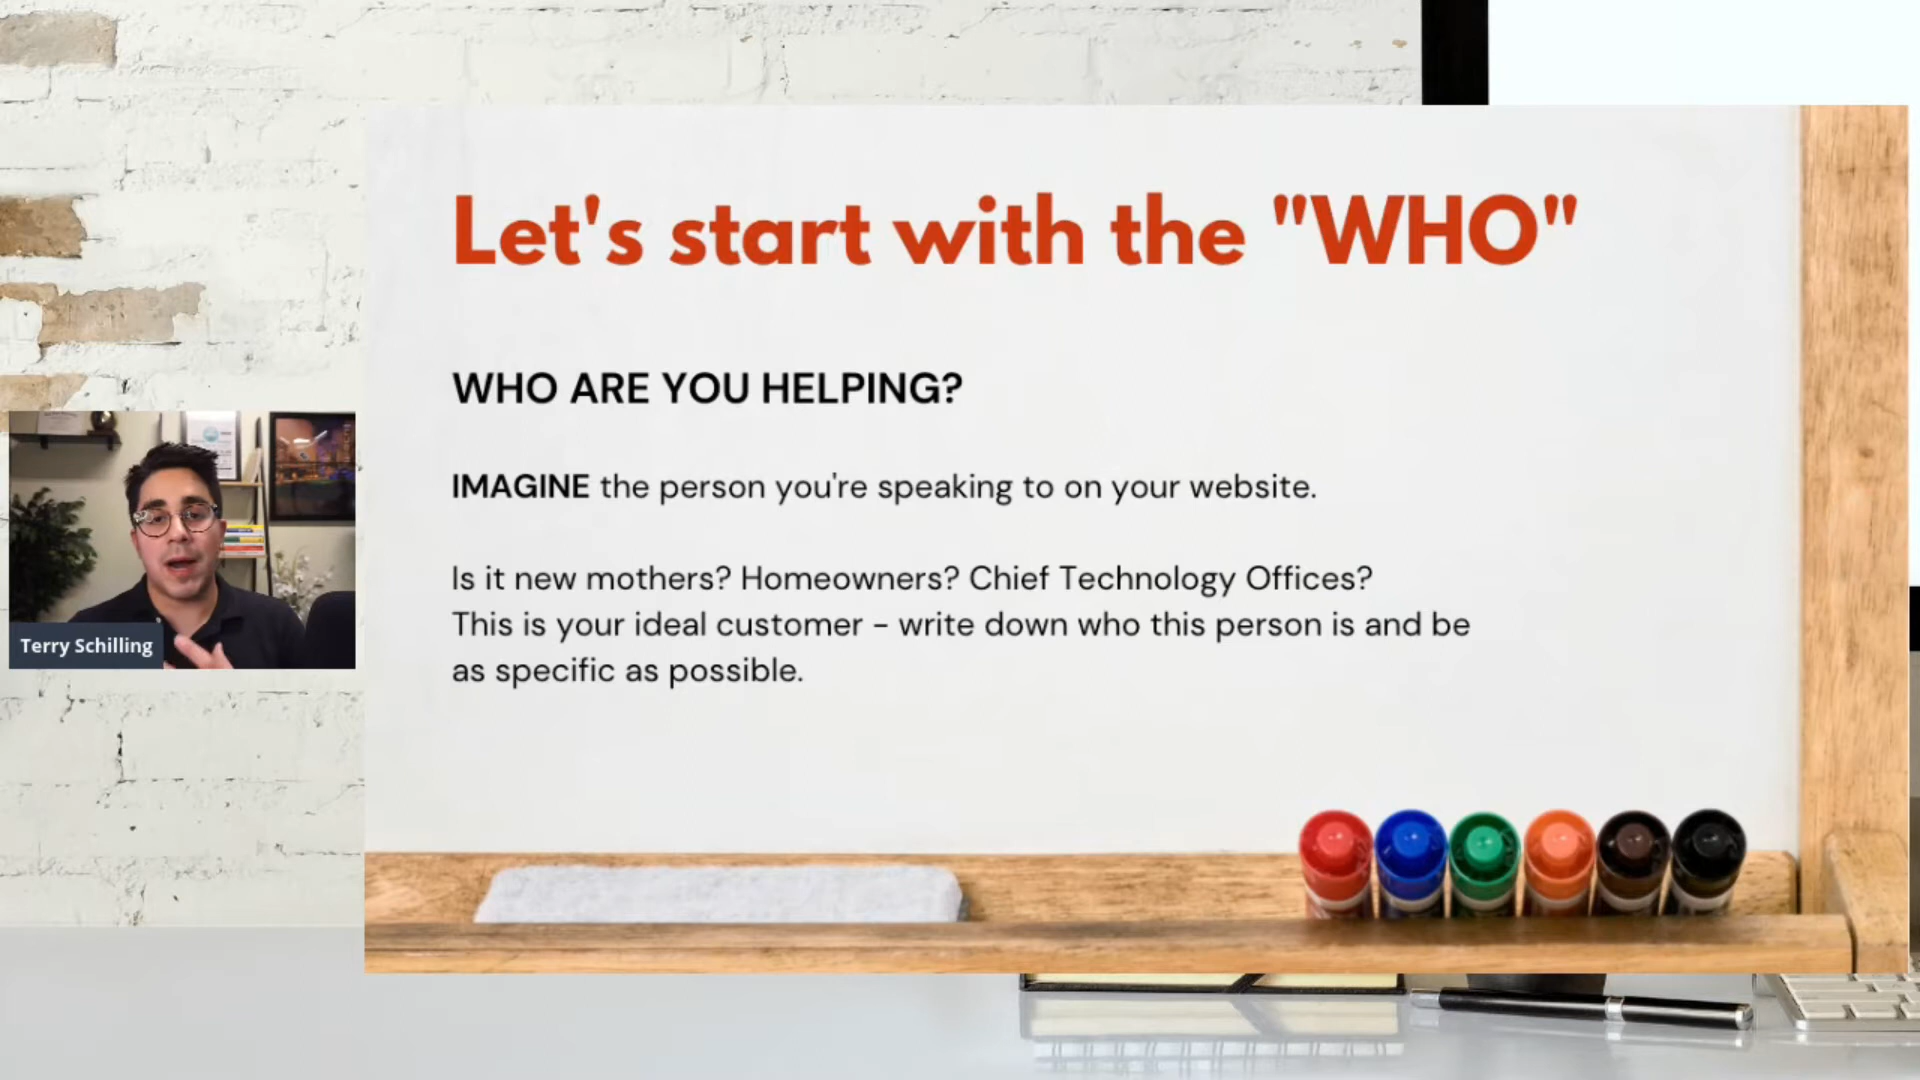 Let's start with the "WHO"
WHO ARE YOU HELPING?
IMAGINE the person you're speaking to on your website.
Is it new mothers? Homeowners? Chief Technology Offices?
This is your ideal customer - write down who this person is and be
as specific as possible.
Terry Schilling